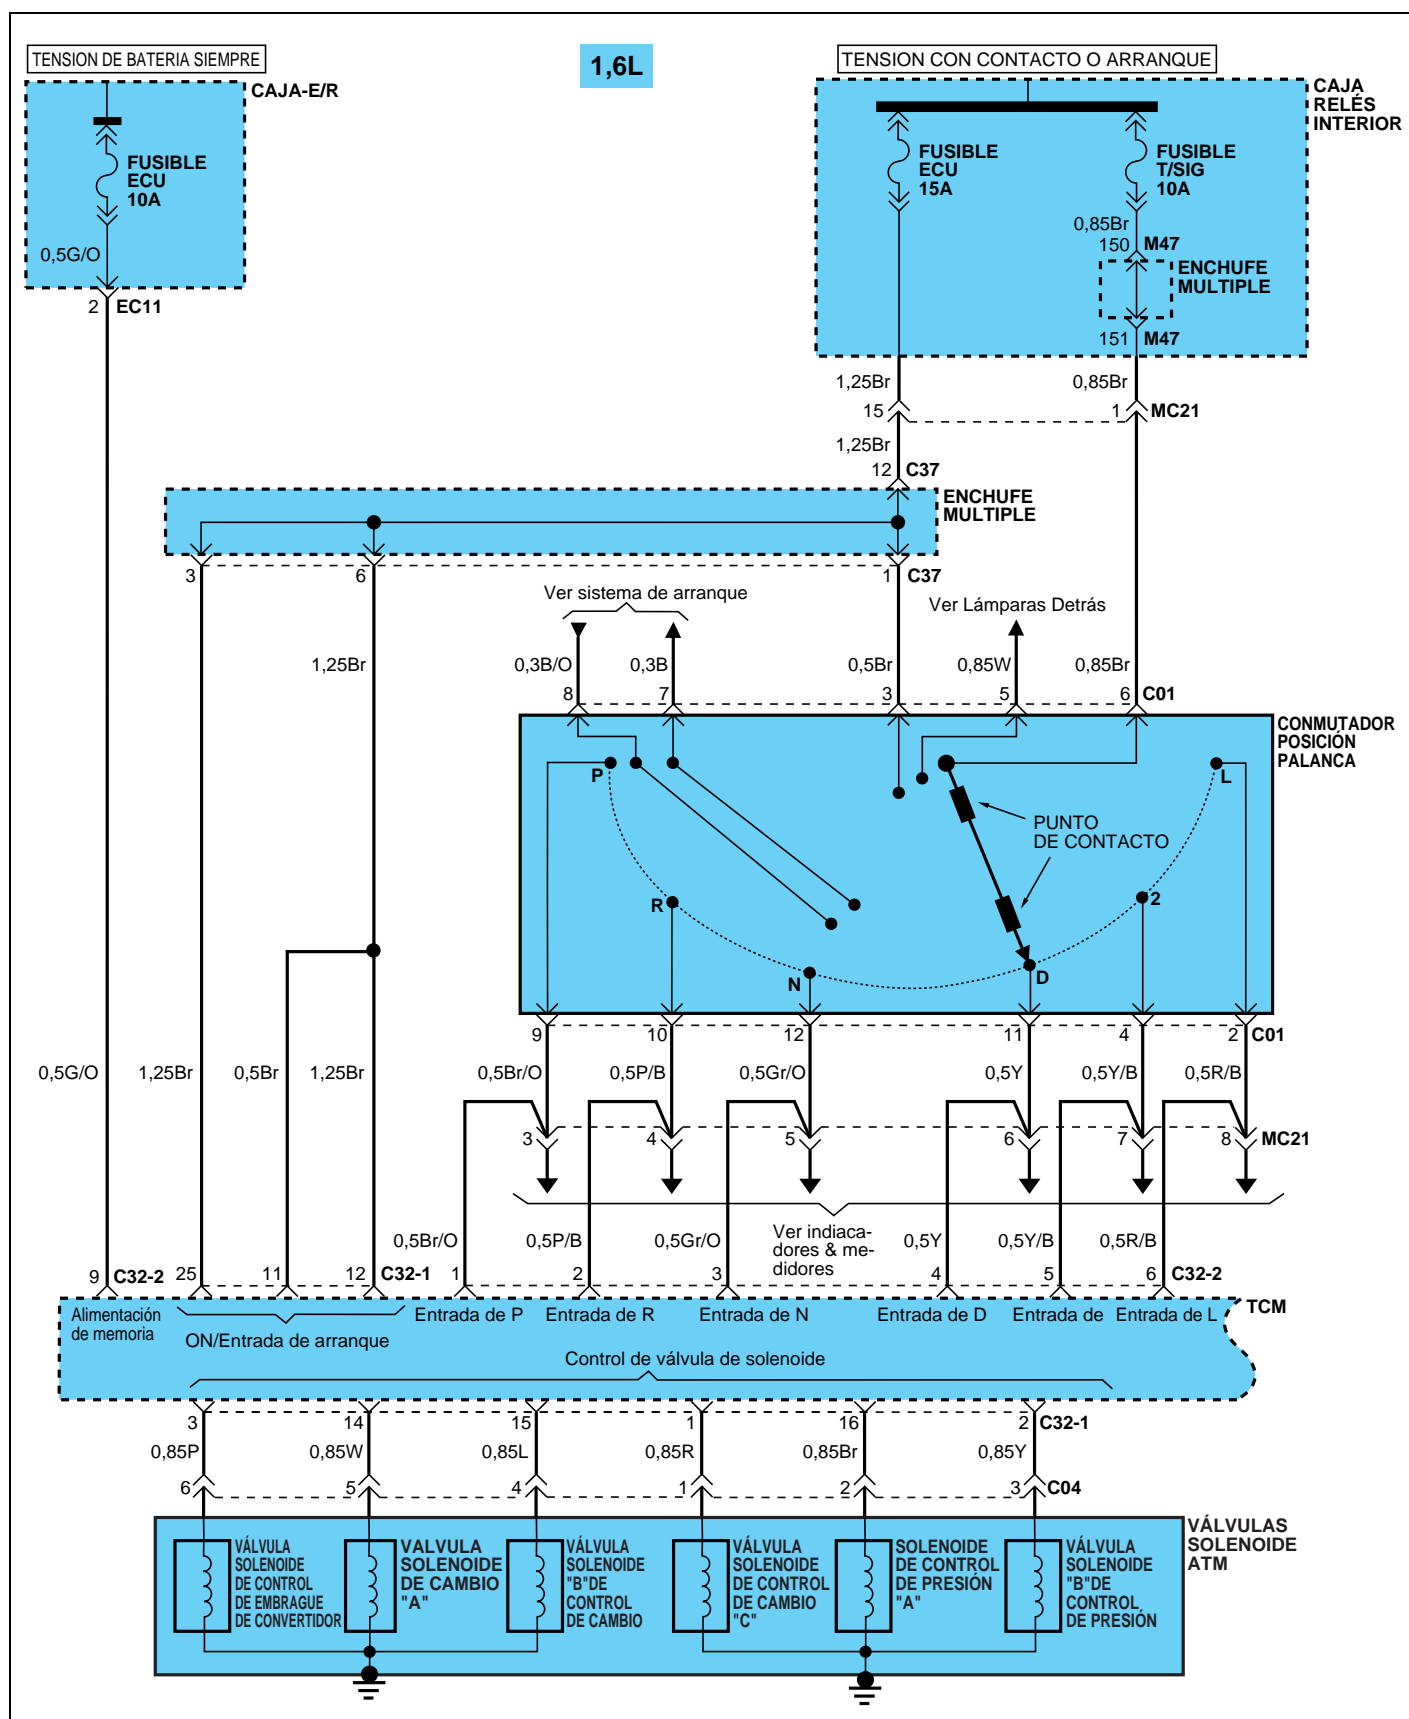 TENSION DE BATERIA SIEMPRE
1,6L
TENSION CON CONTACTO O ARRANQUE
CAJA-E/R
CAJA
RELÉS
INTERIOR
FUSIBLE
ECU
10A
FUSIBLE
ECU
15A
FUSIBLE
T/SIG
10A
0,85Br
150 M47
0,5G/O
ENCHUFE
MULTIPLE
2 EC11
151 M47
1,25Br 0,85Br
15 1 MC21
1,25Br
12 C37
ENCHUFE
MULTIPLE
3 6 1 C37
Ver sistema de arranque
Ver Lámparas Detrás
1,25Br 0,3B/O 0,3B 0,5Br 0,85W 0,85Br
8 7 3 5 6 C01
CONMUTADOR
POSICIÓN
PALANCA
P L
PUNTO
DE CONTACTO
R 2
N D
9 10 12 11 4 2 C01
0,5G/O 1,25Br 0,5Br 1,25Br 0,5Br/O 0,5P/B 0,5Gr/O 0,5Y 0,5Y/B 0,5R/B
3 4 5 6 7 8 MC21
Ver indiaca-
dores & me-
didores
0,5Br/O 0,5P/B 0,5Gr/O 0,5Y 0,5Y/B 0,5R/B
9 C32-2 25 11 12 C32-1 1 2 3 4 5 6 C32-2
TCM
Alimentación
de memoria
ON/Entrada de arranque
Entrada de P Entrada de R Entrada de N Entrada de D Entrada de Entrada de L
Control de válvula de solenoide
3 14 15 1 16 2 C32-1
0,85P 0,85W 0,85L 0,85R 0,85Br 0,85Y
6 5 4 1 2 3 C04
VÁLVULAS
SOLENOIDE
ATM
VÁLVULA
SOLENOIDE
DE CONTROL
DE EMBRAGUE
DE CONVERTIDOR
VALVULA
SOLENOIDE
DE CAMBIO
"A"
VÁLVULA
SOLENOIDE
"B"DE
CONTROL
DE CAMBIO
VÁLVULA
SOLENOIDE
DE CONTROL
DE CAMBIO
"C"
SOLENOIDE
DE CONTROL
DE PRESIÓN
"A"
VÁLVULA
SOLENOIDE
"B"DE
CONTROL
DE PRESIÓN